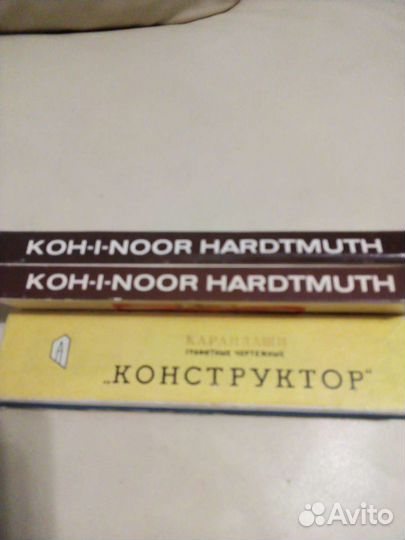 KOH-I-NOOR HARDTMUTH
KOH-I-NOOR HARDTMUTH
КАРАНДАШИ
ГРАФИТНЫЕ ЧЕРТЕЖНЫЕ
„КОНСТРУКТОР"
Avito